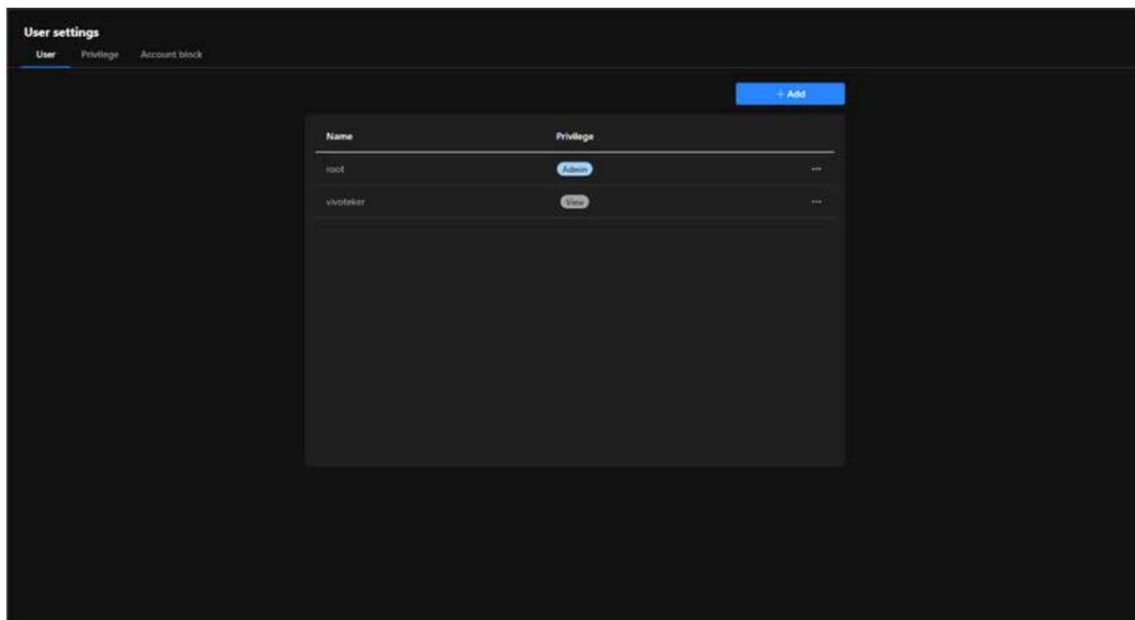 User settings
User Privilege Account block
+ Add
Name Privilege
root Admin ···
vivoteker View ···